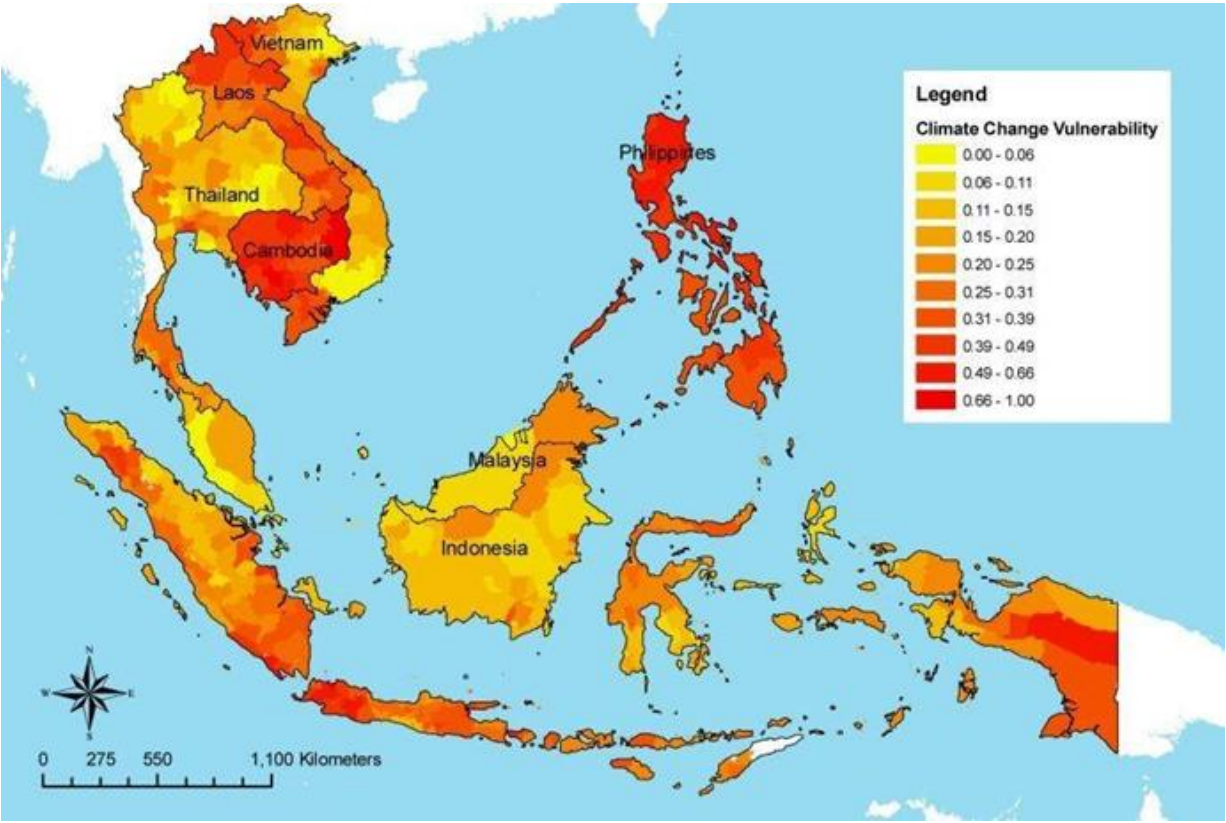 Vietnam
Laos
Thailand
Cambodia
Philippines
Malaysia
Indonesia
Legend
Climate Change Vulnerability
0.00 - 0.06
0.06 - 0.11
0.11 - 0.15
0.15 - 0.20
0.20 - 0.25
0.25 - 0.31
0.31 - 0.39
0.39 - 0.49
0.49 - 0.66
0.66 - 1.00
N
W E
S
0 275 550 1,100 Kilometers